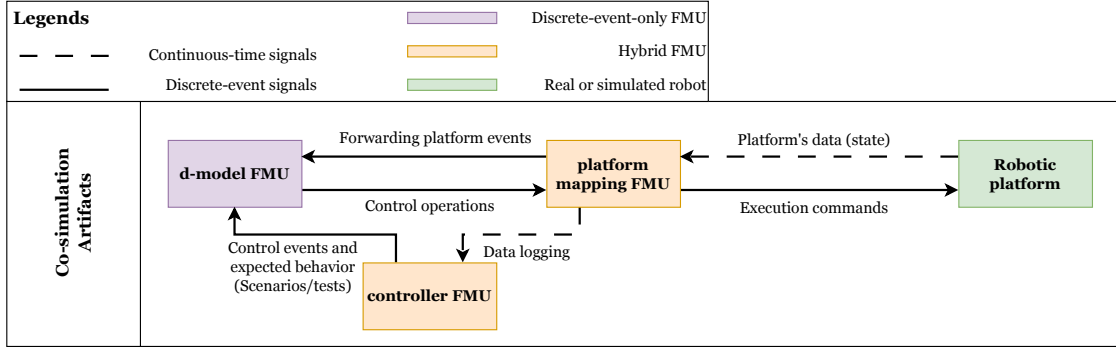 Legends
Continuous-time signals
Discrete-event signals
Discrete-event-only FMU
Hybrid FMU
Real or simulated robot
Co-simulation
Artifacts
Forwarding platform events
Platform's data (state)
d-model FMU
platform
mapping FMU
Robotic
platform
Control operations
Execution commands
Control events and
expected behavior
(Scenarios/tests)
Data logging
controller FMU